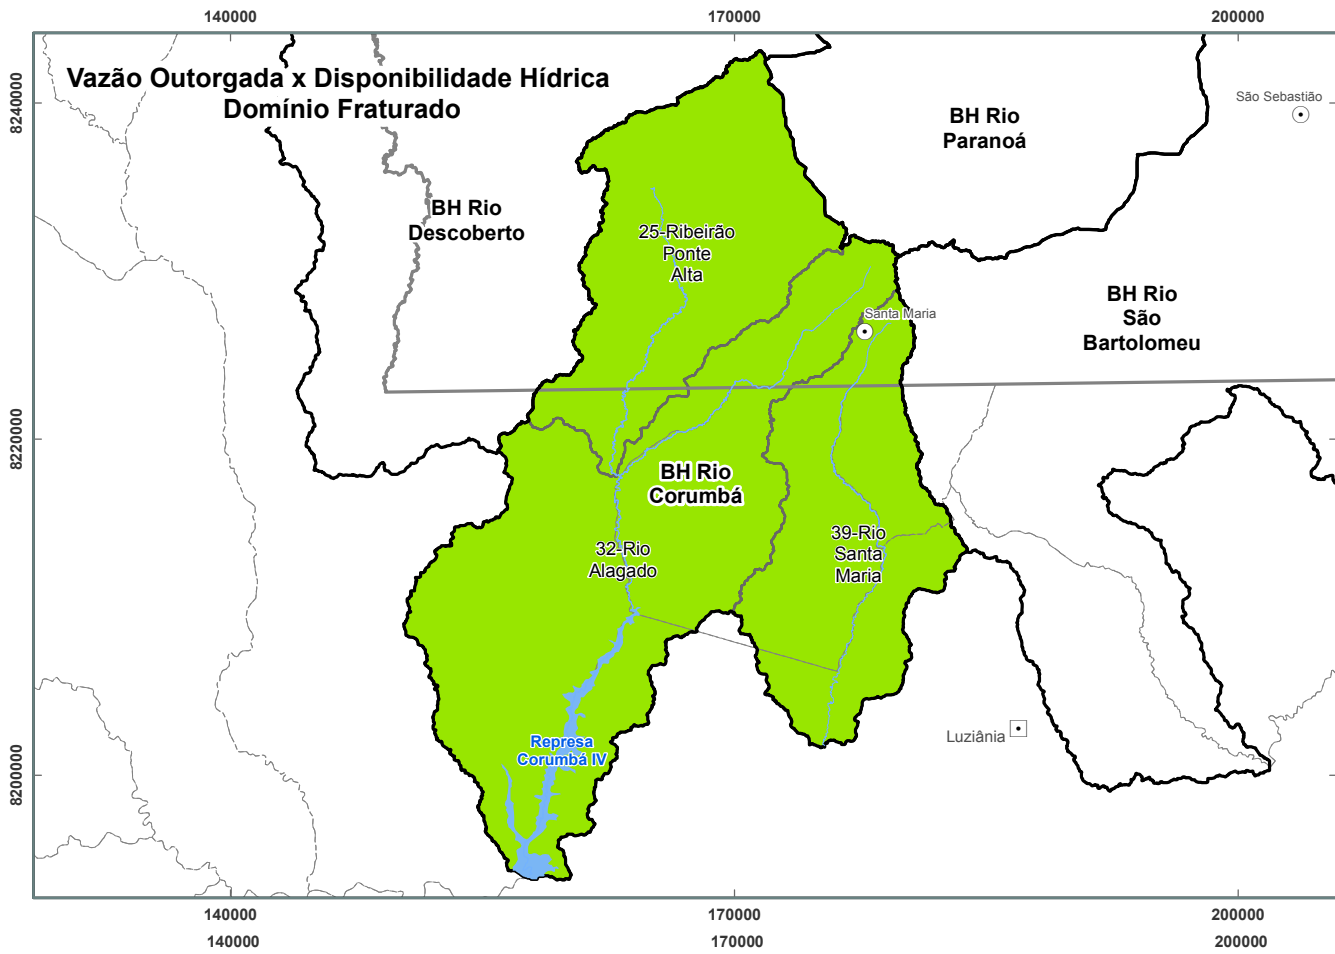 140000
170000
200000
Vazão Outorgada x Disponibilidade Hídrica
Domínio Fraturado
8240000
São Sebastião
BH Rio
Paranoá
BH Rio
Descoberto
25-Ribeirão
Ponte
Alta
BH Rio
São
Bartolomeu
Santa Maria
8220000
BH Rio
Corumbá
32-Rio
Alagado
39-Rio
Santa
Maria
Luziânia
Represa
Corumbá IV
8200000
140000
170000
200000
140000
170000
200000